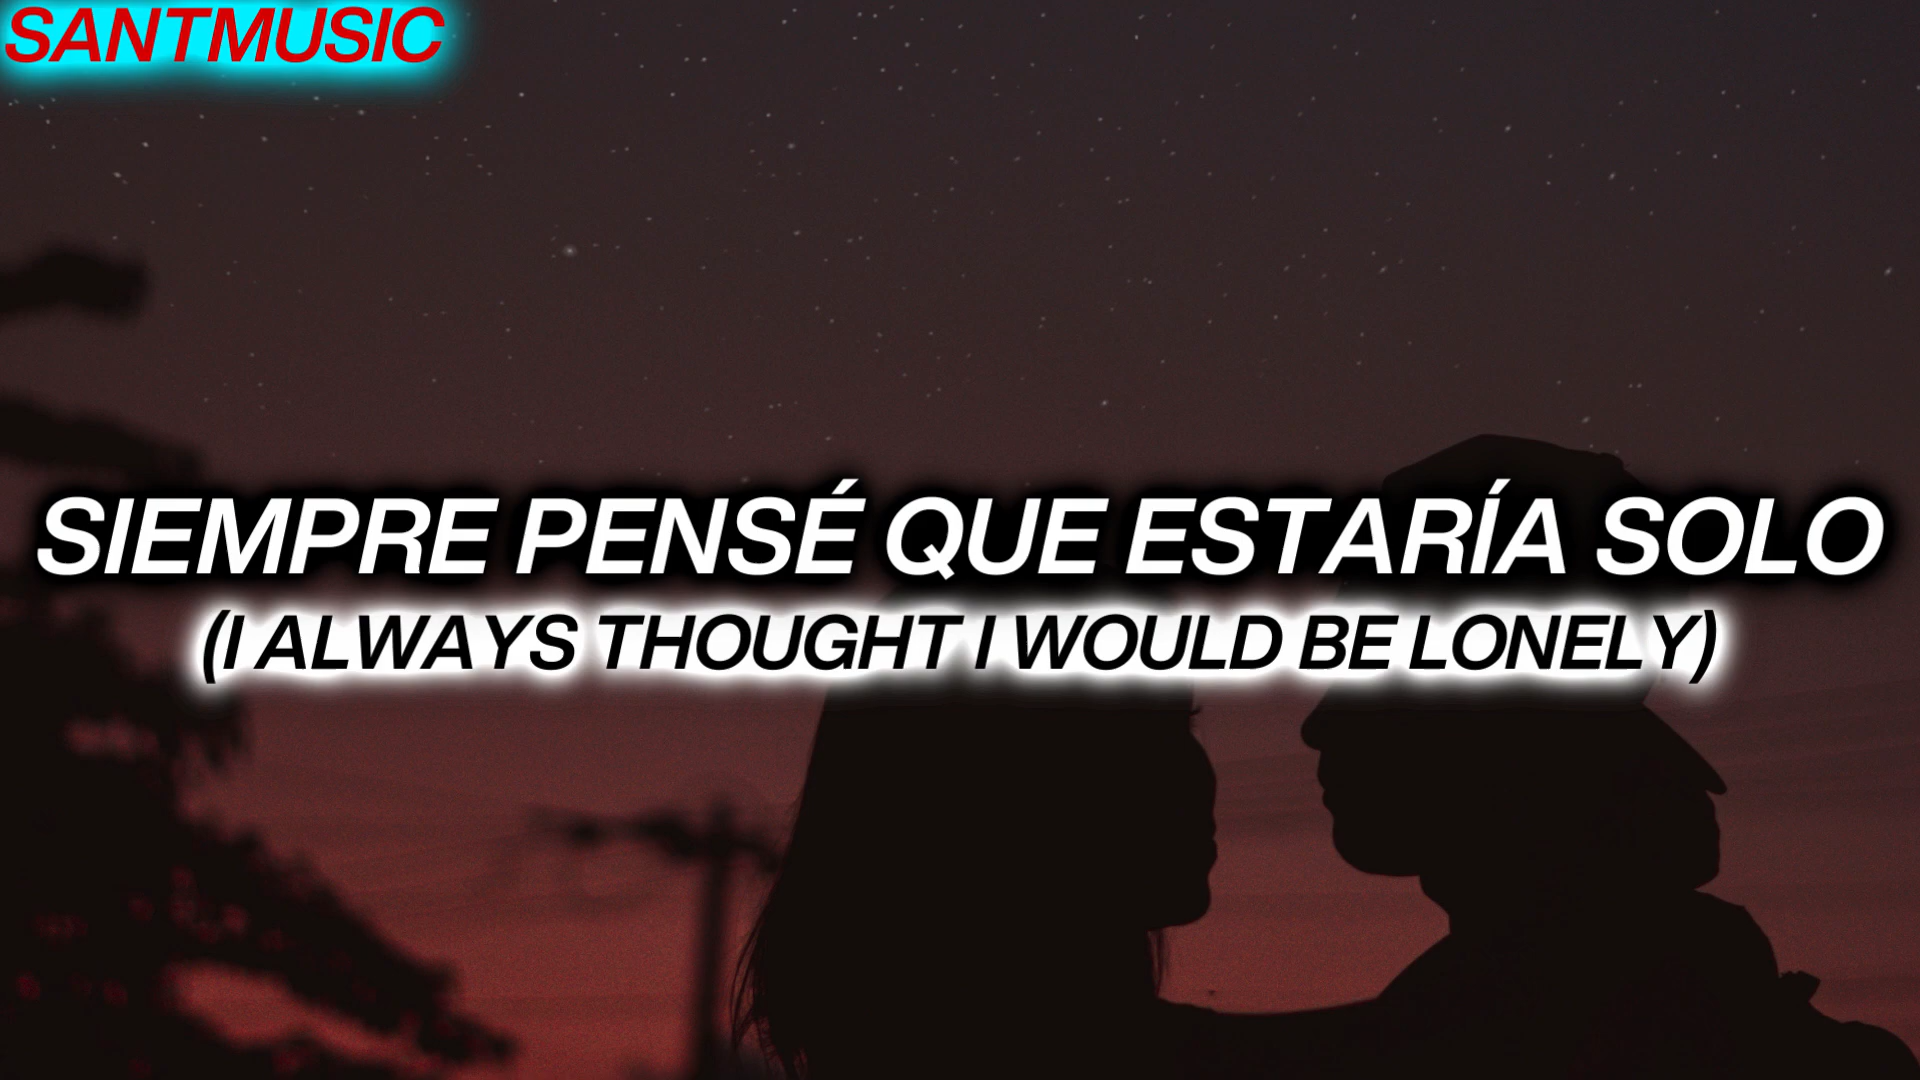 SANTMUSIC
SIEMPRE PENSÉ QUE ESTARÍA SOLO
(I ALWAYS THOUGHT I WOULD BE LONELY)